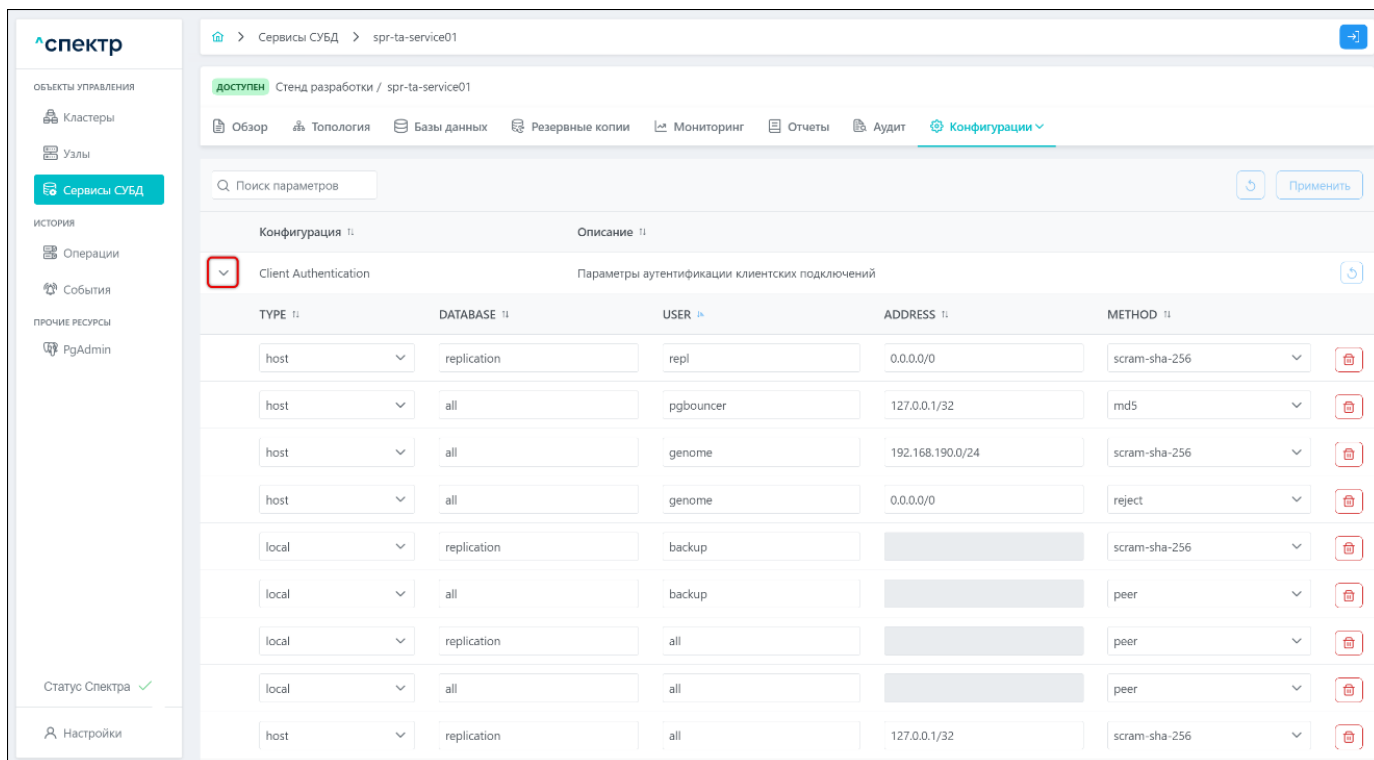 ^спектр
ОБЪЕКТЫ УПРАВЛЕНИЯ
Кластеры
Узлы
Сервисы СУБД
ИСТОРИЯ
Операции
События
ПРОЧИЕ РЕСУРСЫ
PgAdmin
Статус Спектра
Настройки
> Сервисы СУБД > spr-ta-service01
ДОСТУПЕН Стенд разработки / spr-ta-service01
Обзор Топология Базы данных Резервные копии Мониторинг Отчеты Аудит Конфигурации
Поиск параметров Применить
Конфигурация Описание
Client Authentication Параметры аутентификации клиентских подключений
TYPE DATABASE USER ADDRESS METHOD
host replication repl 0.0.0.0/0 scram-sha-256
host all pgbouncer 127.0.0.1/32 md5
host all genome 192.168.190.0/24 scram-sha-256
host all genome 0.0.0.0/0 reject
local replication backup scram-sha-256
local all backup peer
local replication all peer
local all all peer
host replication all 127.0.0.1/32 scram-sha-256